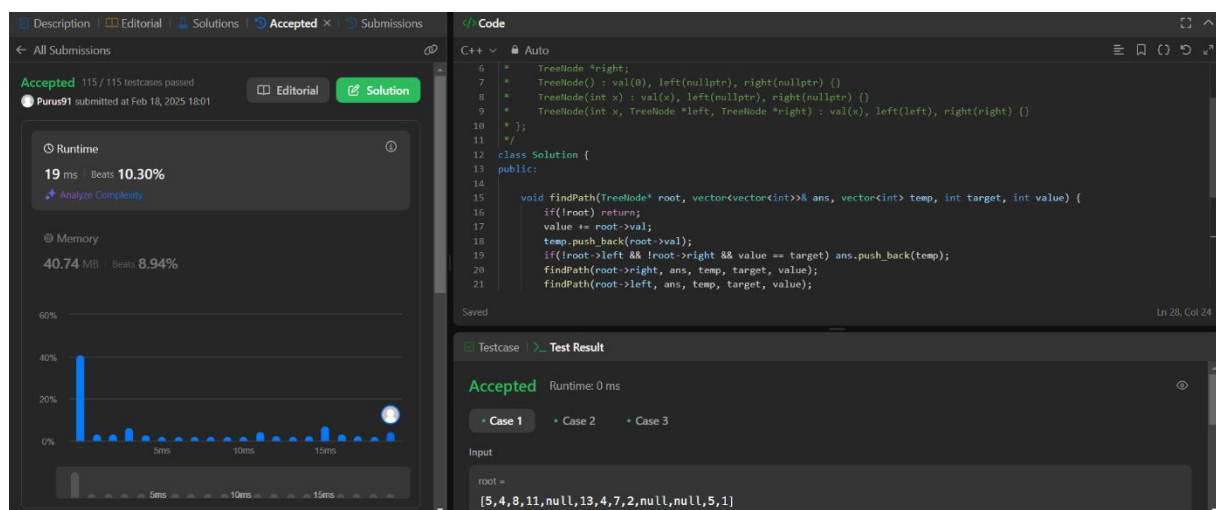 Description | Editorial | Solutions | Accepted × | Submissions
← All Submissions
Accepted 115 / 115 testcases passed
Purus91 submitted at Feb 18, 2025 18:01
Editorial
Solution
Runtime
19 ms | Beats 10.30%
Analyze Complexity
Memory
40.74 MB | Beats 8.94%
60%
40%
20%
0%
5ms 10ms 15ms
5ms 10ms 15ms
</> Code
C++ Auto
6 * TreeNode *right;
7 * TreeNode() : val(0), left(nullptr), right(nullptr) {}
8 * TreeNode(int x) : val(x), left(nullptr), right(nullptr) {}
9 * TreeNode(int x, TreeNode *left, TreeNode *right) : val(x), left(left), right(right) {}
10 * };
11 */
12 class Solution {
13 public:
14
15 void findPath(TreeNode* root, vector<vector<int>>& ans, vector<int> temp, int target, int value) {
16 if(!root) return;
17 value += root->val;
18 temp.push_back(root->val);
19 if(!root->left && !root->right && value == target) ans.push_back(temp);
20 findPath(root->right, ans, temp, target, value);
21 findPath(root->left, ans, temp, target, value);
Saved
Ln 28, Col 24
Testcase | >_ Test Result
Accepted Runtime: 0 ms
• Case 1 • Case 2 • Case 3
Input
root =
[5,4,8,11,null,13,4,7,2,null,null,5,1]